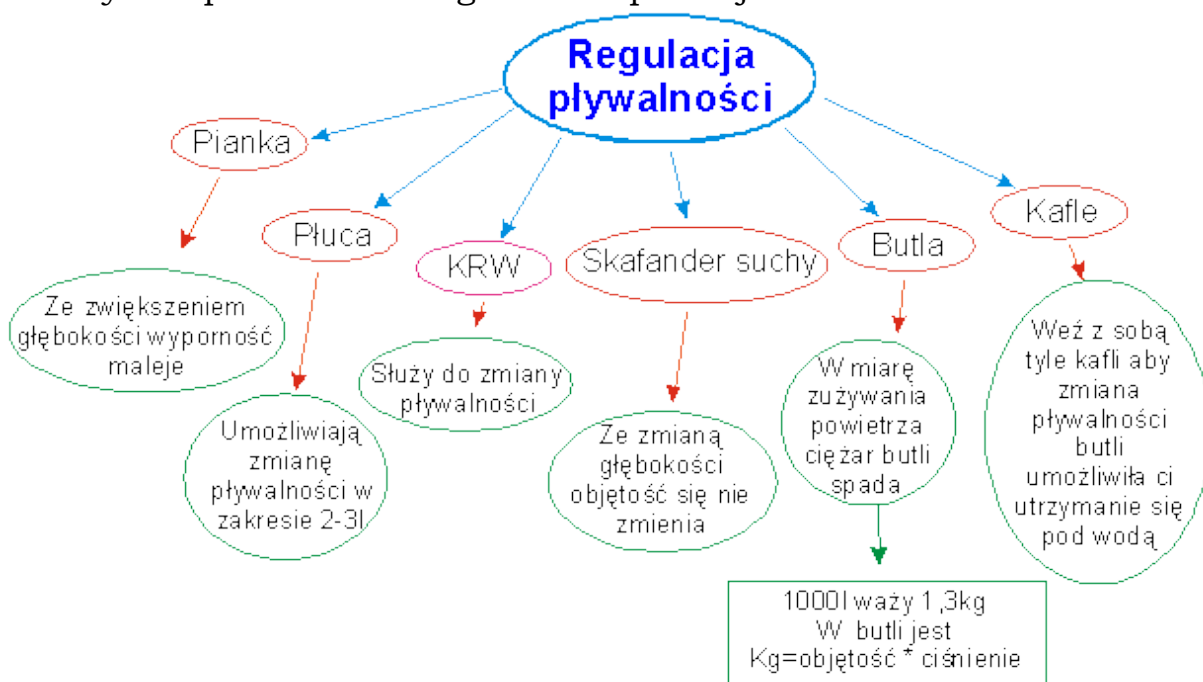 Regulacja
pływalności
Pianka
Płuca
KRW
Skafander suchy
Butla
Kafle
Ze zwiększeniem
głębokości wyporność
maleje
Umożliwiają
zmianę
pływalności w
zakresie 2-3l
Służy do zmiany
pływalności
Ze zmianą
głębokości
objętość się nie
zmienia
W miarę
zużywania
powietrza
ciężar butli
spada
Weź z sobą
tyle kafli aby
zmiana
pływalności
butli
umożliwiła ci
utrzymanie się
pod wodą
1000l waży 1,3kg
W butli jest
Kg=objętość * ciśnienie